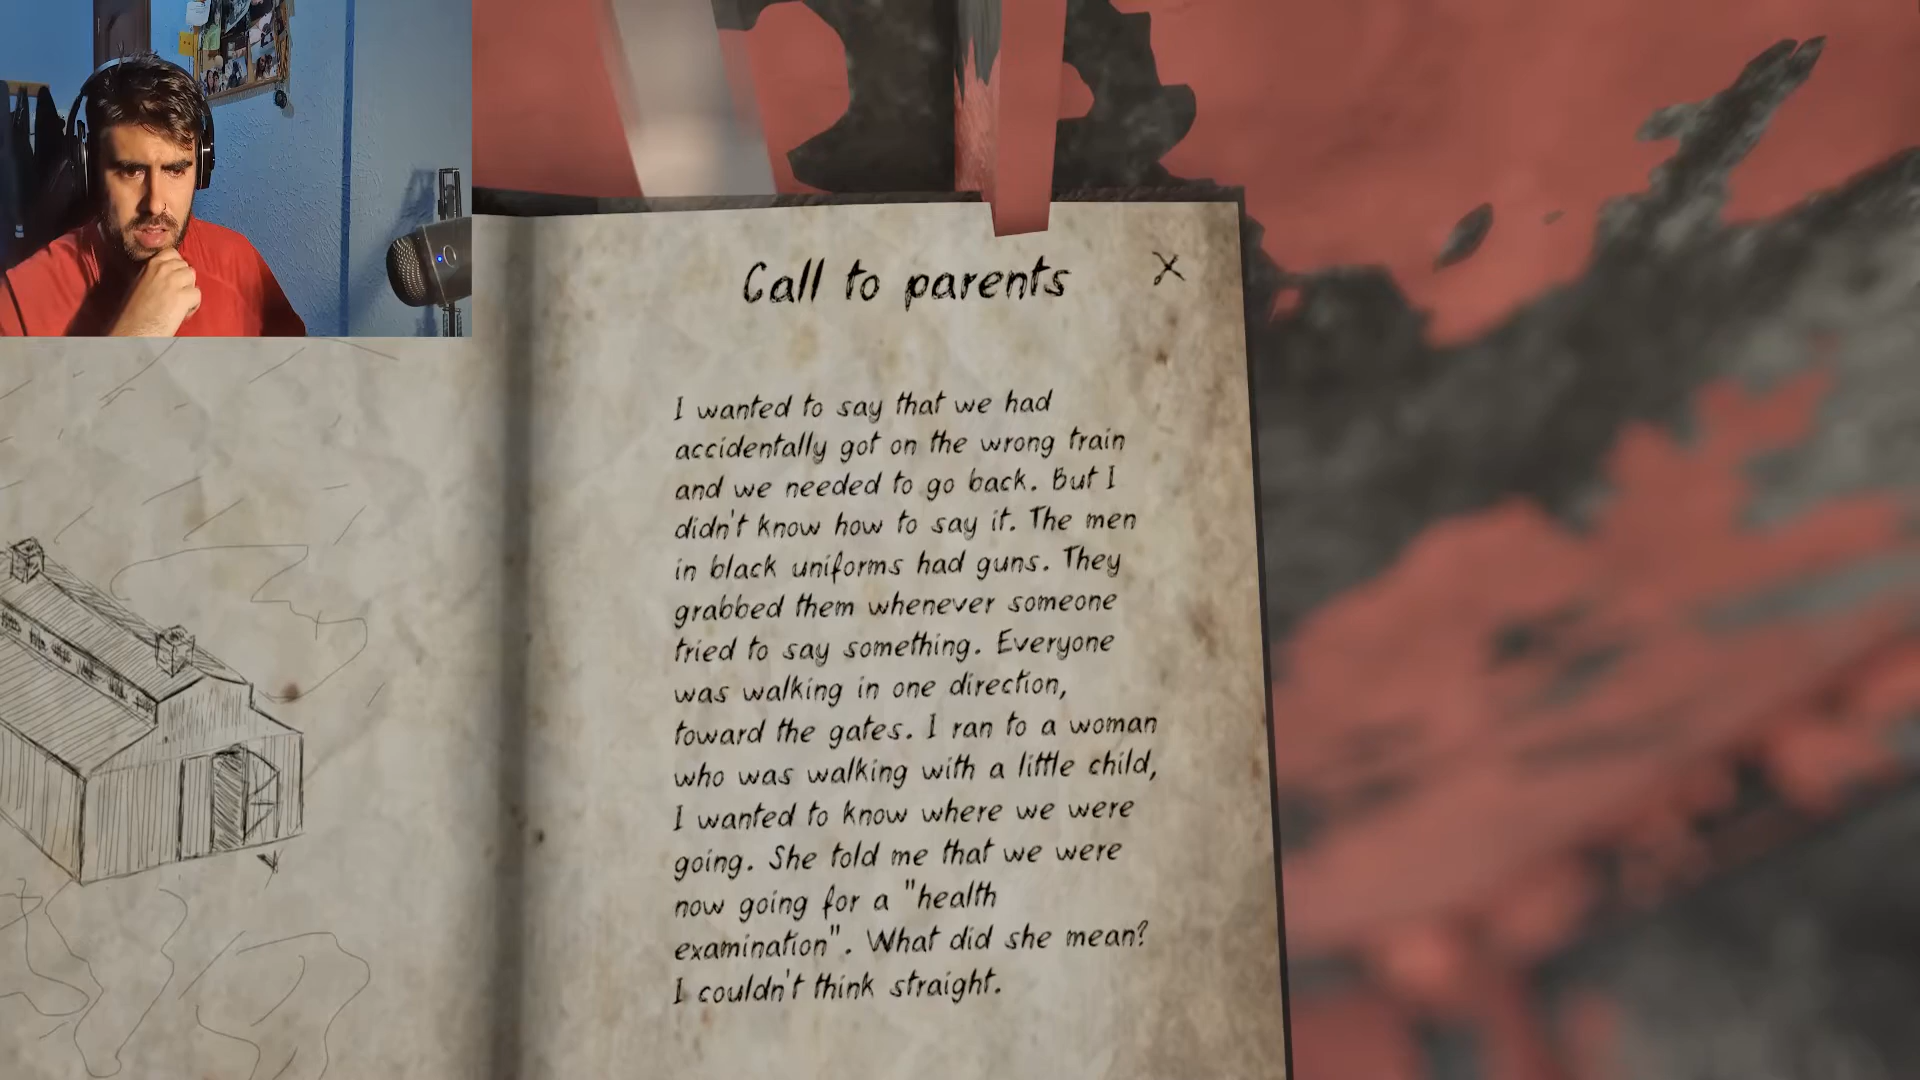 Call to parents
X
I wanted to say that we had
accidentally got on the wrong train
and we needed to go back. But I
didn't know how to say it. The men
in black uniforms had guns. They
grabbed them whenever someone
tried to say something. Everyone
was walking in one direction,
toward the gates. I ran to a woman
who was walking with a little child,
I wanted to know where we were
going. She told me that we were
now going for a "health
examination". What did she mean?
I couldn't think straight.